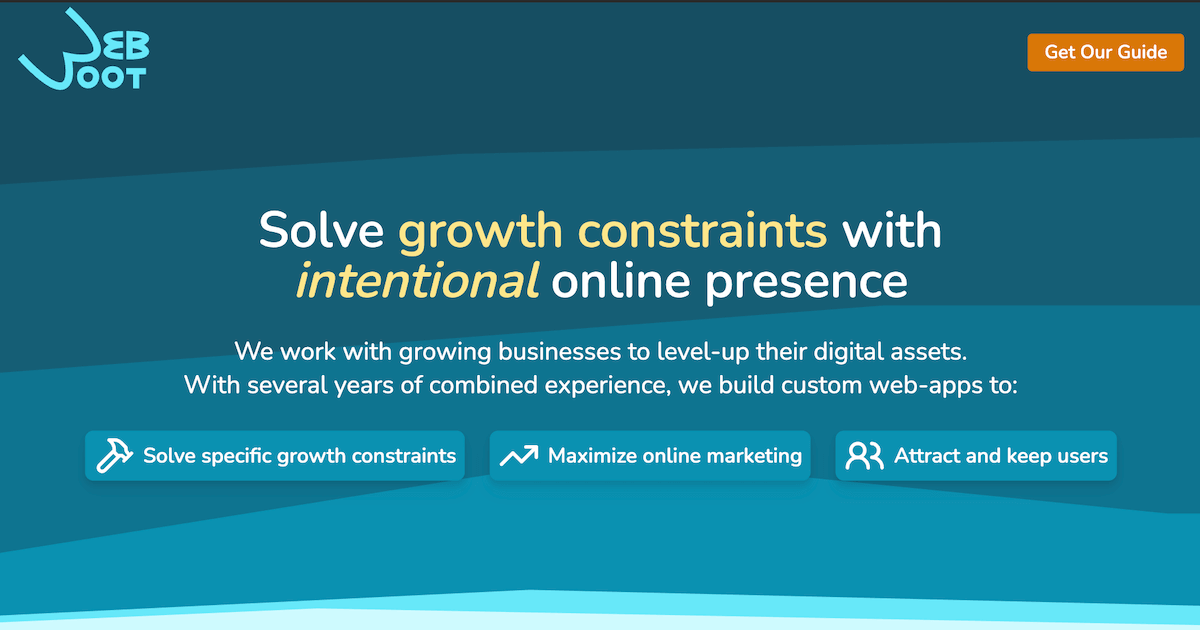 WEB
WOOT
Get Our Guide
Solve growth constraints with
intentional online presence
We work with growing businesses to level-up their digital assets.
With several years of combined experience, we build custom web-apps to:
Solve specific growth constraints
Maximize online marketing
Attract and keep users